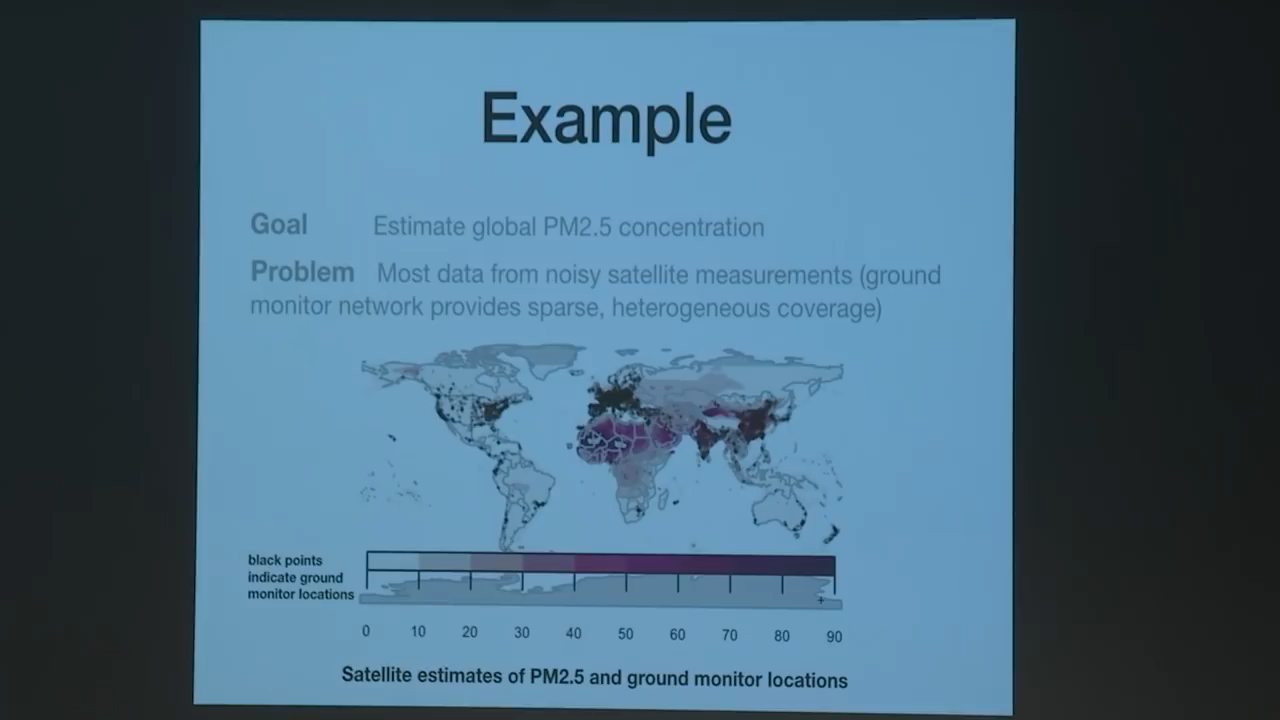 Example
Goal Estimate global PM2.5 concentration
Problem Most data from noisy satellite measurements (ground
monitor network provides sparse, heterogeneous coverage)
black points
indicate ground
monitor locations
0 10 20 30 40 50 60 70 80 90
Satellite estimates of PM2.5 and ground monitor locations